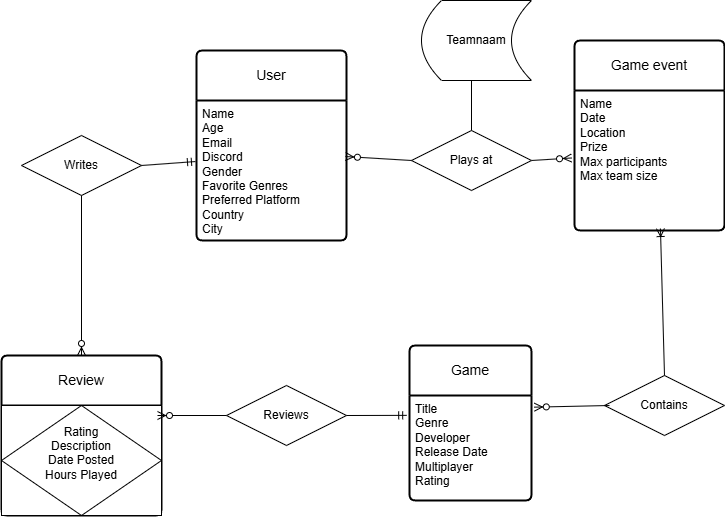 Teamnaam
User
Name
Age
Email
Discord
Gender
Favorite Genres
Preferred Platform
Country
City
Game event
Name
Date
Location
Prize
Max participants
Max team size
Writes
Plays at
Review
Rating
Description
Date Posted
Hours Played
Reviews
Game
Title
Genre
Developer
Release Date
Multiplayer
Rating
Contains